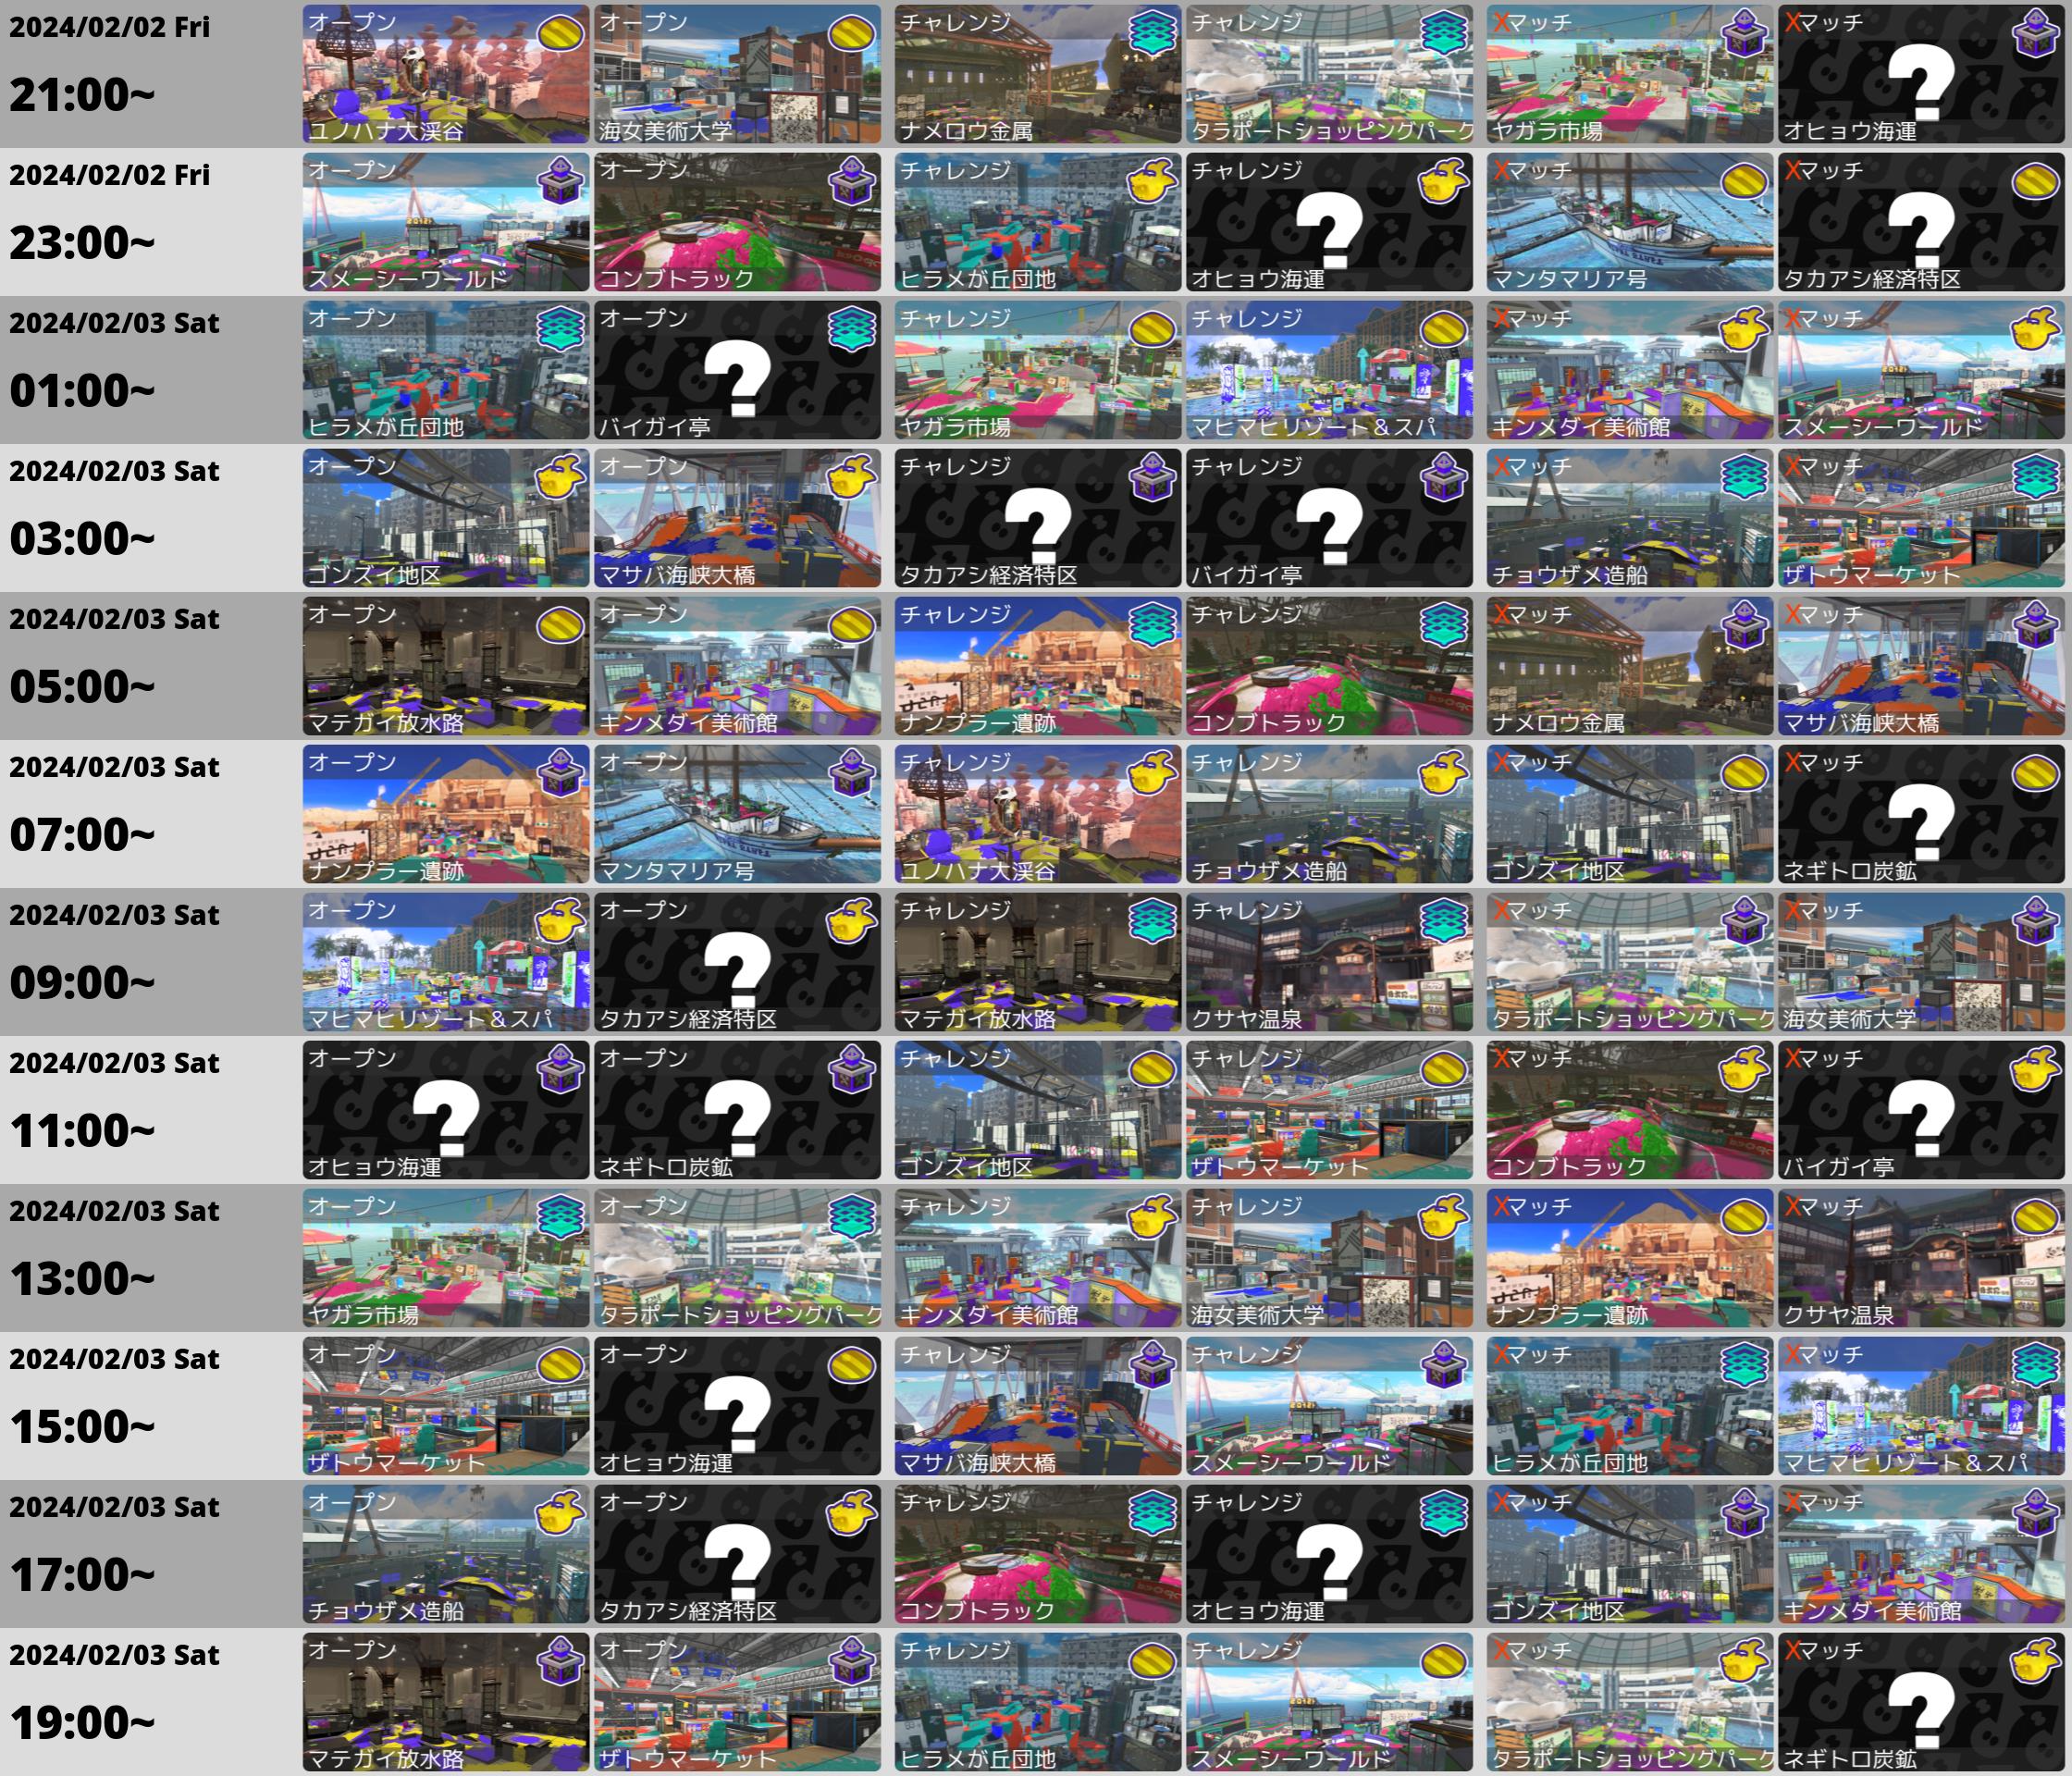 2024/02/02 Fri
21:00~
オープン
ユノハナ大渓谷
オープン
海女美術大学
チャレンジ
ナメロウ金属
チャレンジ
タラポートショッピングパーク
Xマッチ
ヤガラ市場
Xマッチ
オヒョウ海運
2024/02/02 Fri
23:00~
オープン
スメーシーワールド
オープン
コンブトラック
チャレンジ
ヒラメが丘団地
チャレンジ
オヒョウ海運
Xマッチ
マンタマリア号
Xマッチ
タカアシ経済特区
2024/02/03 Sat
01:00~
オープン
ヒラメが丘団地
オープン
バイガイ亭
チャレンジ
ヤガラ市場
チャレンジ
マヒマヒリゾート&スパ
Xマッチ
キンメダイ美術館
Xマッチ
スメーシーワールド
2024/02/03 Sat
03:00~
オープン
ゴンズイ地区
オープン
マサバ海峡大橋
チャレンジ
タカアシ経済特区
チャレンジ
バイガイ亭
Xマッチ
チョウザメ造船
Xマッチ
ザトウマーケット
2024/02/03 Sat
05:00~
オープン
マテガイ放水路
オープン
キンメダイ美術館
チャレンジ
ナンプラー遺跡
チャレンジ
コンブトラック
Xマッチ
ナメロウ金属
Xマッチ
マサバ海峡大橋
2024/02/03 Sat
07:00~
オープン
ナンプラー遺跡
オープン
マンタマリア号
チャレンジ
ユノハナ大渓谷
チャレンジ
チョウザメ造船
Xマッチ
ゴンズイ地区
Xマッチ
ネギトロ炭鉱
2024/02/03 Sat
09:00~
オープン
マヒマヒリゾート&スパ
オープン
タカアシ経済特区
チャレンジ
マテガイ放水路
チャレンジ
クサヤ温泉
Xマッチ
タラポートショッピングパーク
Xマッチ
海女美術大学
2024/02/03 Sat
11:00~
オープン
オヒョウ海運
オープン
ネギトロ炭鉱
チャレンジ
ゴンズイ地区
チャレンジ
ザトウマーケット
Xマッチ
コンブトラック
Xマッチ
バイガイ亭
2024/02/03 Sat
13:00~
オープン
ヤガラ市場
オープン
タラポートショッピングパーク
チャレンジ
キンメダイ美術館
チャレンジ
海女美術大学
Xマッチ
ナンプラー遺跡
Xマッチ
クサヤ温泉
2024/02/03 Sat
15:00~
オープン
ザトウマーケット
オープン
オヒョウ海運
チャレンジ
マサバ海峡大橋
チャレンジ
スメーシーワールド
Xマッチ
ヒラメが丘団地
Xマッチ
マヒマヒリゾート&スパ
2024/02/03 Sat
17:00~
オープン
チョウザメ造船
オープン
タカアシ経済特区
チャレンジ
コンブトラック
チャレンジ
オヒョウ海運
Xマッチ
ゴンズイ地区
Xマッチ
キンメダイ美術館
2024/02/03 Sat
19:00~
オープン
マテガイ放水路
オープン
ザトウマーケット
チャレンジ
ヒラメが丘団地
チャレンジ
スメーシーワールド
Xマッチ
タラポートショッピングパーク
Xマッチ
ネギトロ炭鉱